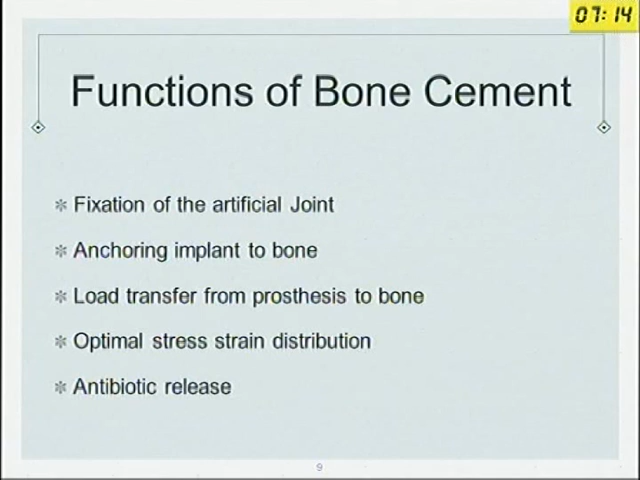 07:14
Functions of Bone Cement
✼ Fixation of the artificial Joint
✼ Anchoring implant to bone
✼ Load transfer from prosthesis to bone
✼ Optimal stress strain distribution
✼ Antibiotic release
9